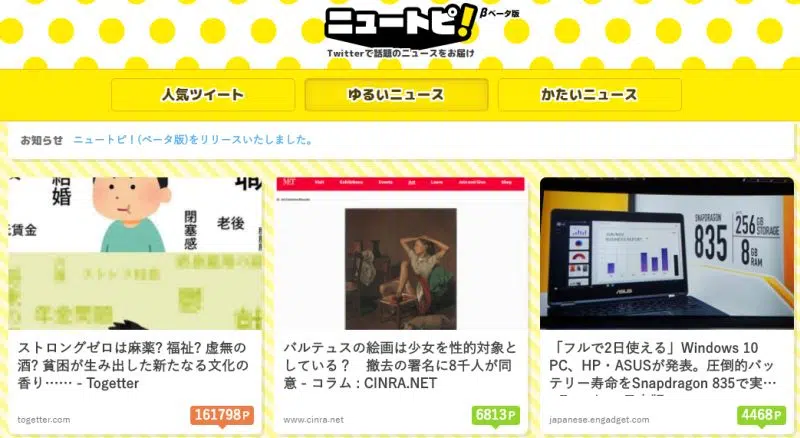 ニュートピ! βベータ版
Twitterで話題のニュースをお届け
人気ツイート
ゆるいニュース
かたいニュース
お知らせ ニュートピ!(ベータ版)をリリースいたしました。
結婚
閉塞感
老後
賃金
MET Visit Exhibitions Events Art Learn Join and Give Shop
SNAPDRAGON
835
256
GB
STORAGE
8
GB
RAM
ASUS
ストロングゼロは麻薬? 福祉? 虚無の
酒? 貧困が生み出した新たなる文化の
香り…… - Togetter
togetter.com
161798P
バルテュスの絵画は少女を性的対象と
している? 撤去の署名に8千人が同
意 - コラム : CINRA.NET
www.cinra.net
6813P
「フルで2日使える」Windows 10
PC、HP・ASUSが発表。圧倒的バッ
テリー寿命をSnapdragon 835で実…
japanese.engadget.com
4468P